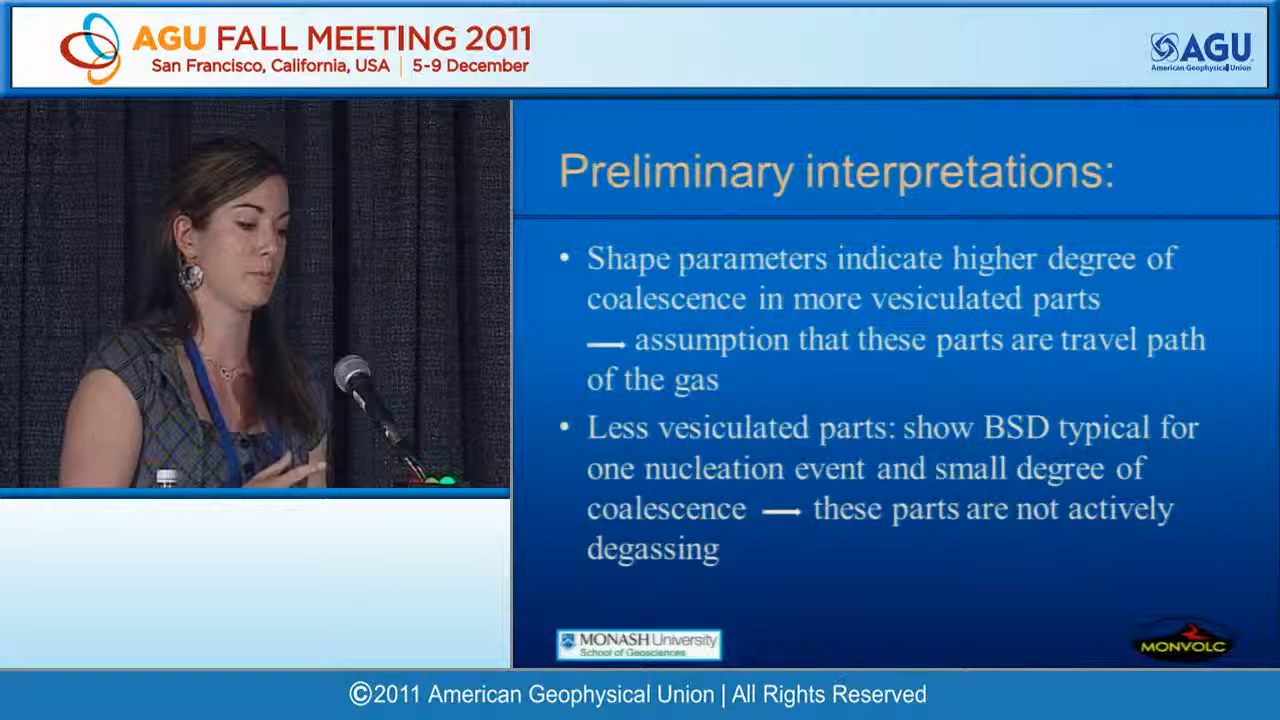 AGU FALL MEETING 2011
San Francisco, California, USA | 5-9 December
AGU
American Geophysical Union
Preliminary interpretations:
• Shape parameters indicate higher degree of
coalescence in more vesiculated parts
assumption that these parts are travel path
of the gas
• Less vesiculated parts: show BSD typical for
one nucleation event and small degree of
coalescence these parts are not actively
degassing
MONASH University
School of Geosciences
MONVOLC
©2011 American Geophysical Union | All Rights Reserved